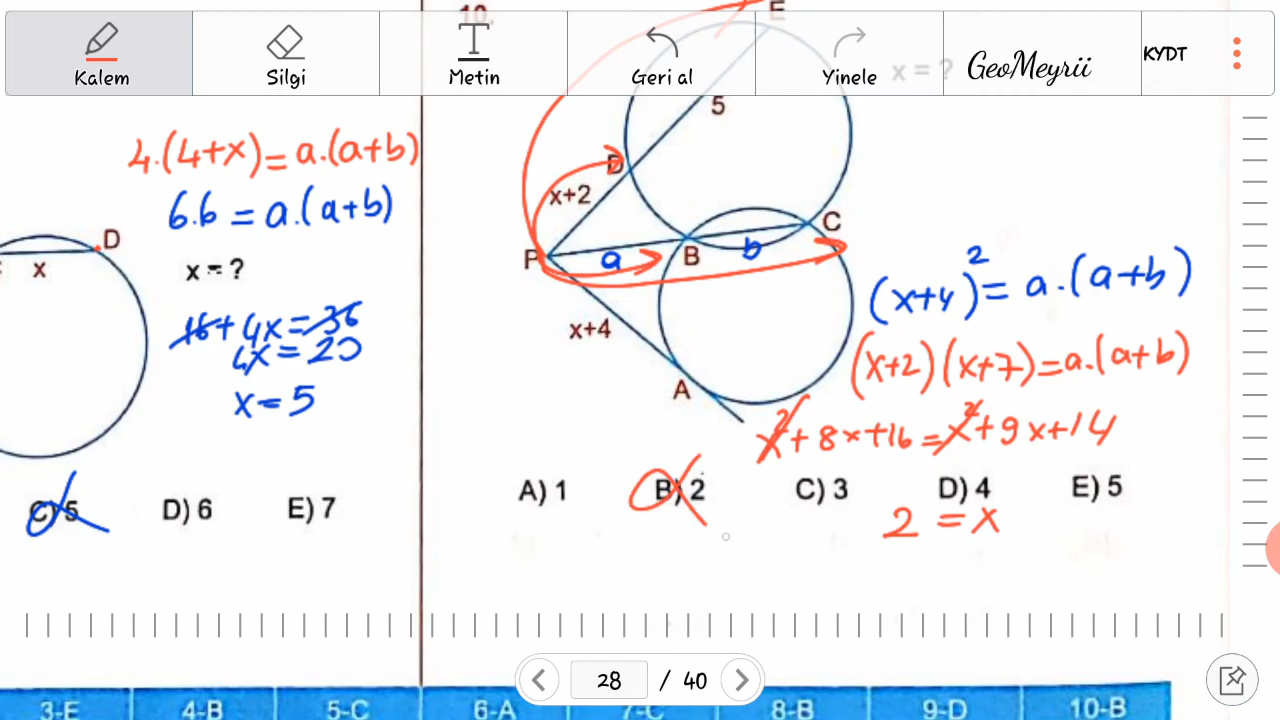 10.
E
Kalem
Silgi
Metin
Geri al
Yinele
x = ?
GeoMeyrii
KYDT
4.(4+x)=a.(a+b)
6.6 = a.(a+b)
D
x
x = ?
16+4x=36
4x=20
x=5
C) 5
D) 6
E) 7
5
D
x+2
P
a
B
b
C
x+4
A
(x+4)²=a.(a+b)
(x+2)(x+7)=a.(a+b)
x²+8x+16=x²+9x+14
A) 1
B) 2
C) 3
D) 4
E) 5
2 = x
28 / 40
3-E
4-B
5-C
6-A
7-C
8-B
9-D
10-B